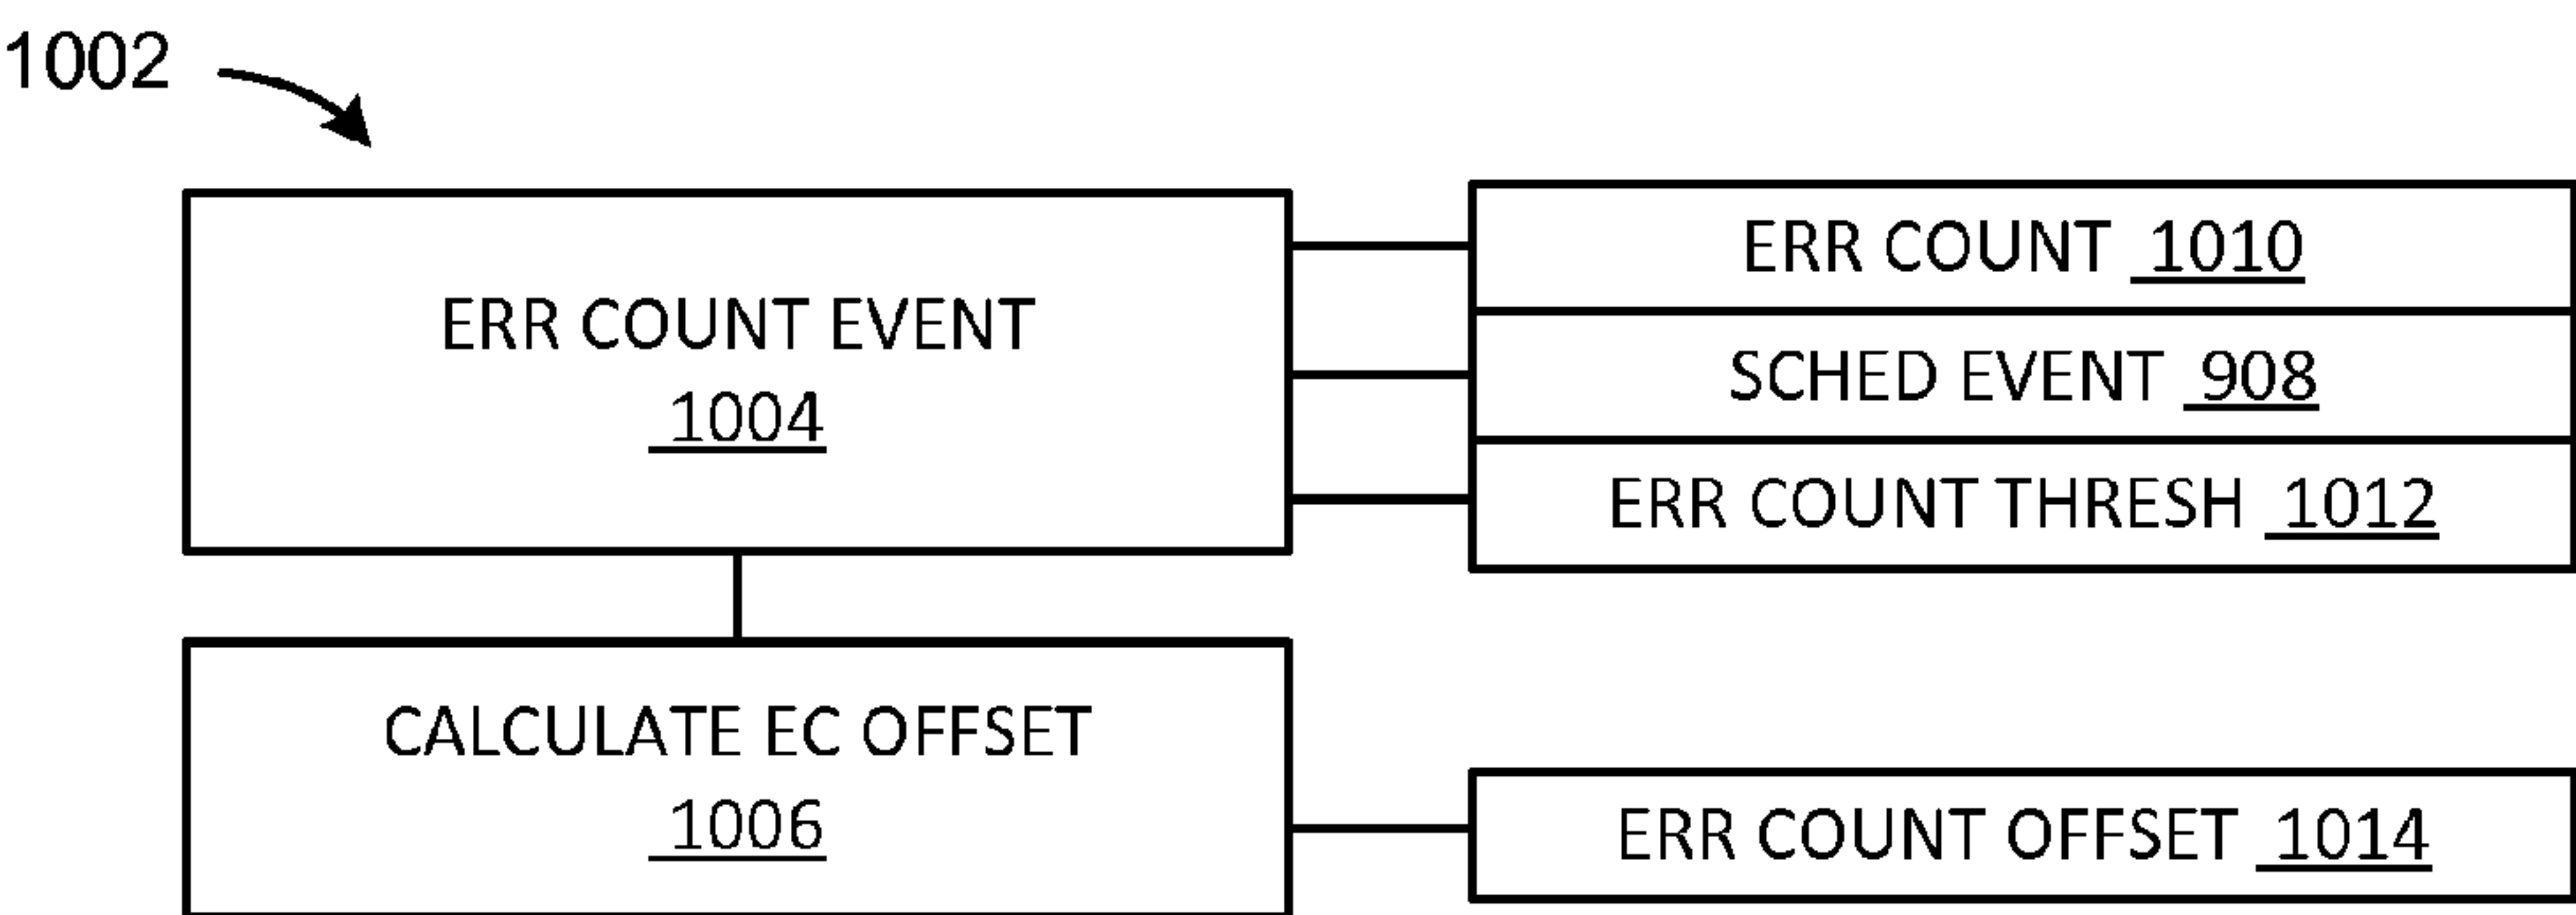 1002
ERR COUNT EVENT
1004
ERR COUNT 1010
SCHED EVENT 908
ERR COUNT THRESH 1012
CALCULATE EC OFFSET
1006
ERR COUNT OFFSET 1014